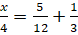 x/4 = 5/12 + 1/3